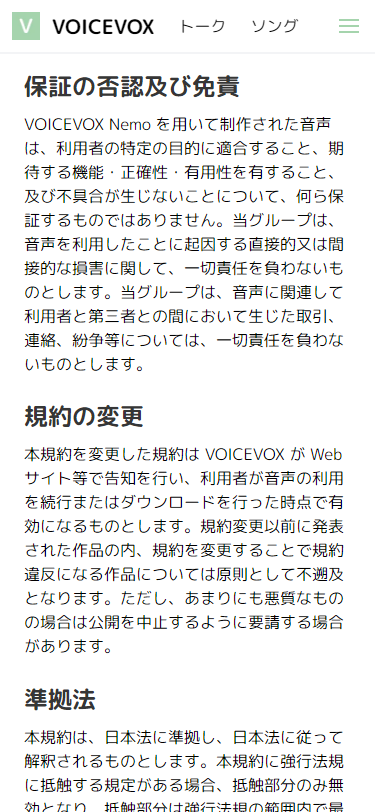 V VOICEVOX トーク ソング
保証の否認及び免責
VOICEVOX Nemo を用いて制作された音声
は、利用者の特定の目的に適合すること、期
待する機能・正確性・有用性を有すること、
及び不具合が生じないことについて、何ら保
証するものではありません。当グループは、
音声を利用したことに起因する直接的又は間
接的な損害に関して、一切責任を負わないも
のとします。当グループは、音声に関連して
利用者と第三者との間において生じた取引、
連絡、紛争等については、一切責任を負わな
いものとします。
規約の変更
本規約を変更した規約は VOICEVOX が Web
サイト等で告知を行い、利用者が音声の利用
を続行またはダウンロードを行った時点で有
効になるものとします。規約変更以前に発表
された作品の内、規約を変更することで規約
違反になる作品については原則として不遡及
となります。ただし、あまりにも悪質なもの
の場合は公開を中止するように要請する場合
があります。
準拠法
本規約は、日本法に準拠し、日本法に従って
解釈されるものとします。本規約に強行法規
に抵触する規定がある場合、抵触部分のみ無
効となり、抵触部分は強行法規の範囲内で最